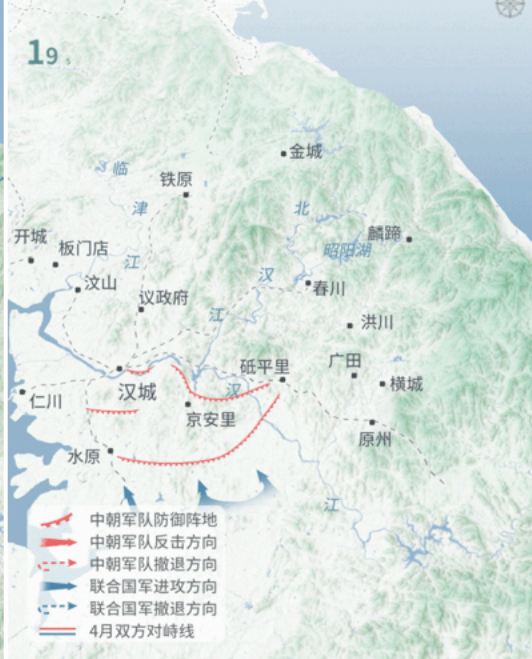 19
金城
临
铁原
津
北
麟蹄
开城
昭阳湖
板门店
江
汉
汶山
春川
议政府
江
洪川
砥平里
广田
汉城
汉
横城
仁川
京安里
原州
水原
江
中朝军队防御阵地
中朝军队反击方向
中朝军队撤退方向
联合国军进攻方向
联合国军撤退方向
4月双方对峙线